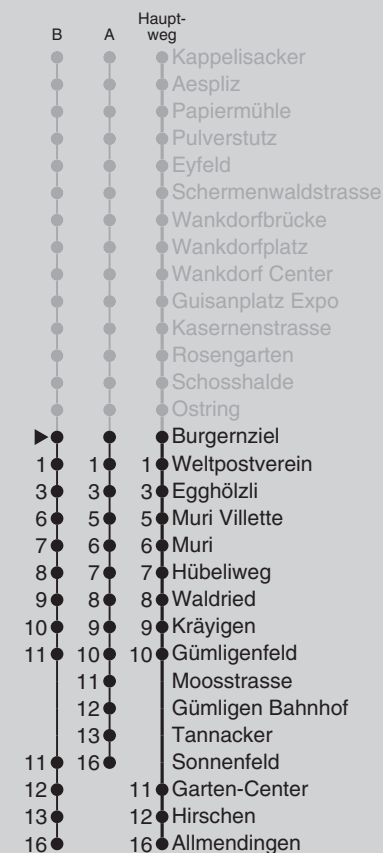 B A Haupt-
weg
Kappelisacker
Aespliz
Papiermühle
Pulverstutz
Eyfeld
Schermenwaldstrasse
Wankdorfbrücke
Wankdorfplatz
Wankdorf Center
Guisanplatz Expo
Kasernenstrasse
Rosengarten
Schosshalde
Ostring
Burgernziel
1 1 1 Weltpostverein
3 3 3 Egghölzli
6 5 5 Muri Villette
7 6 6 Muri
8 7 7 Hübeliweg
9 8 8 Waldried
10 9 9 Kräyigen
11 10 10 Gümligenfeld
11 Moosstrasse
12 Gümligen Bahnhof
13 Tannacker
11 16 Sonnenfeld
12 11 Garten-Center
13 12 Hirschen
16 16 Allmendingen